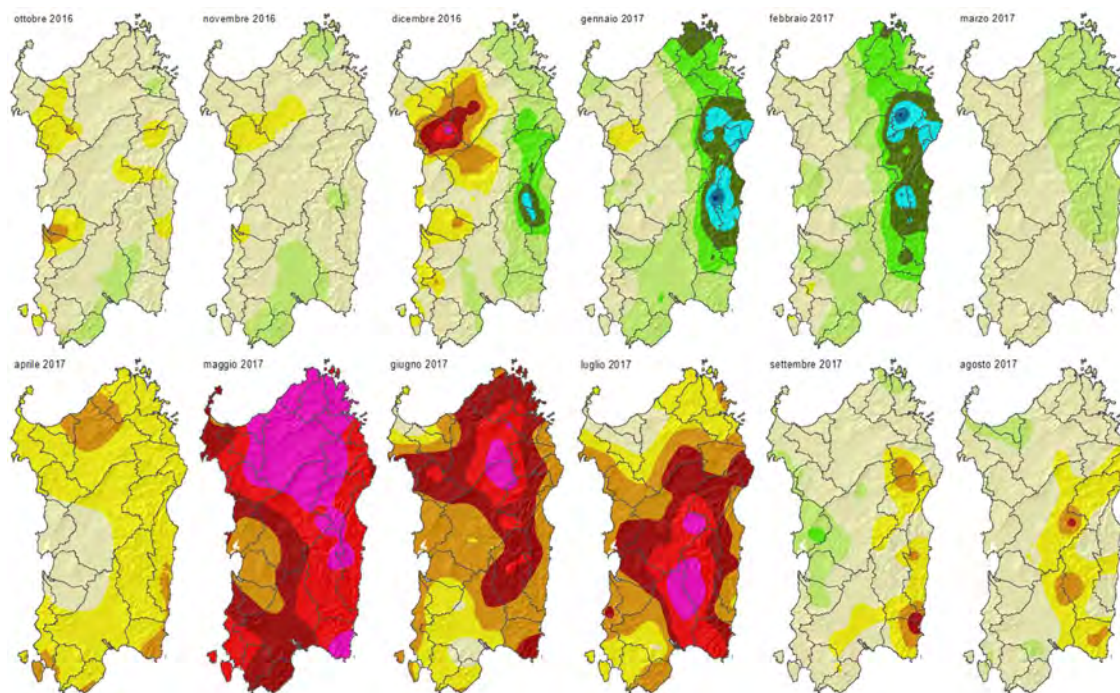 ottobre 2016
novembre 2016
dicembre 2016
gennaio 2017
febbraio 2017
marzo 2017
aprile 2017
maggio 2017
giugno 2017
luglio 2017
settembre 2017
agosto 2017